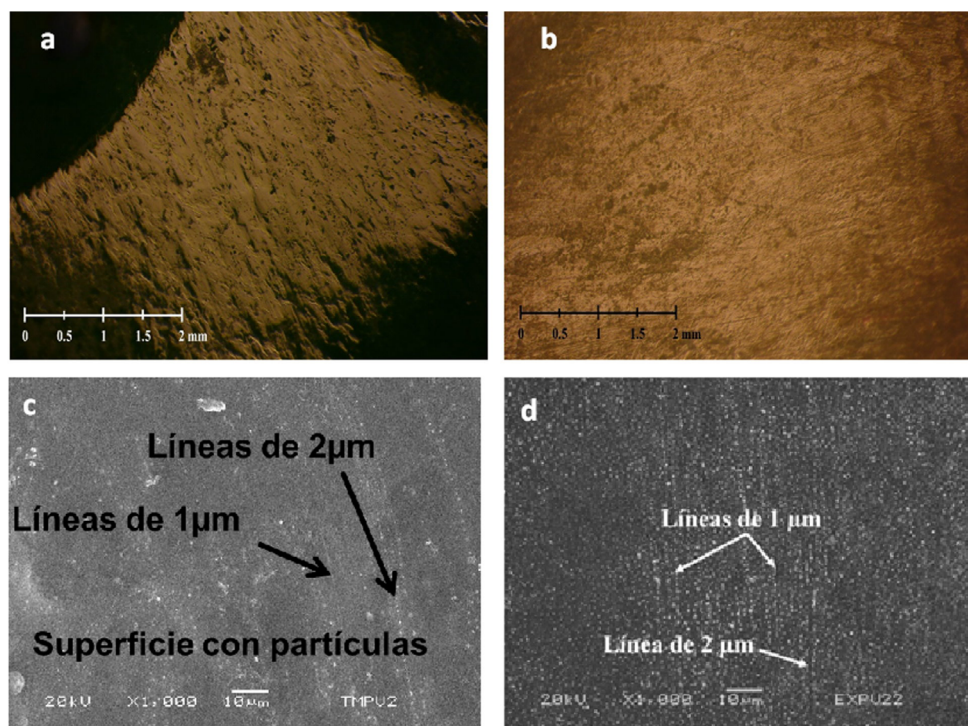 a
0 0.5 1 1.5 2 mm
b
0 0.5 1 1.5 2 mm
c
Líneas de 2µm
Líneas de 1µm
Superficie con partículas
20kV X1,000 10µm TMPV2
d
Líneas de 1 µm
Línea de 2 µm
20kV X1,000 10µm EXPV22